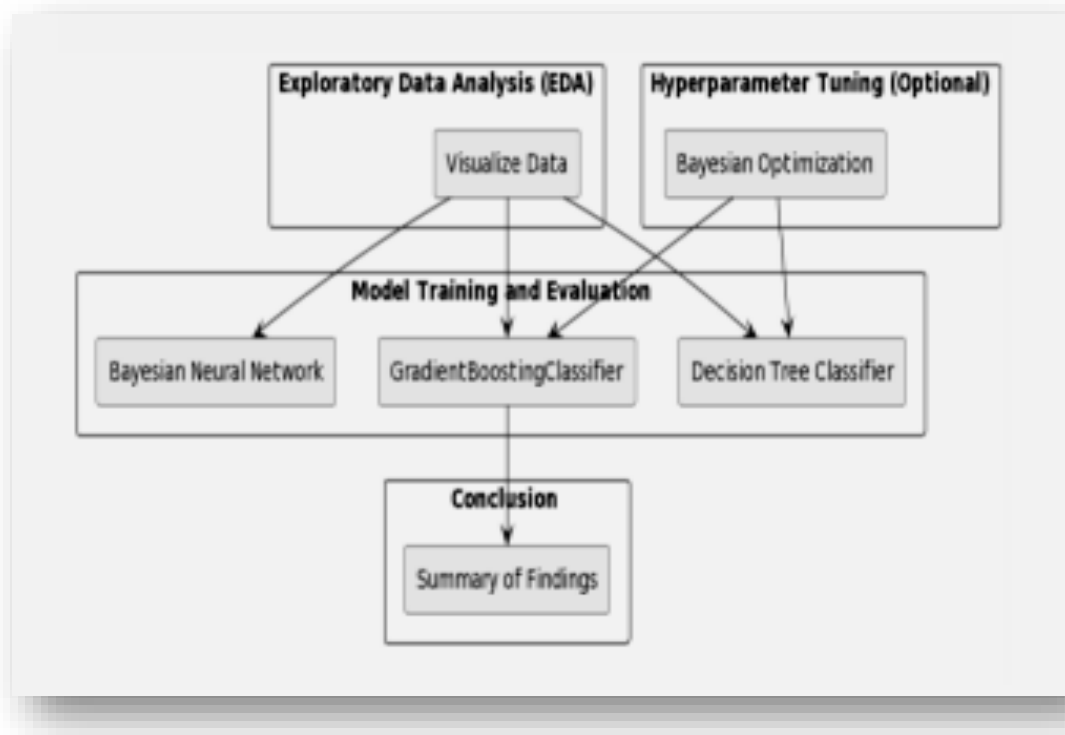 Exploratory Data Analysis (EDA)
Visualize Data
Hyperparameter Tuning (Optional)
Bayesian Optimization
Model Training and Evaluation
Bayesian Neural Network
GradientBoostingClassifier
Decision Tree Classifier
Conclusion
Summary of Findings